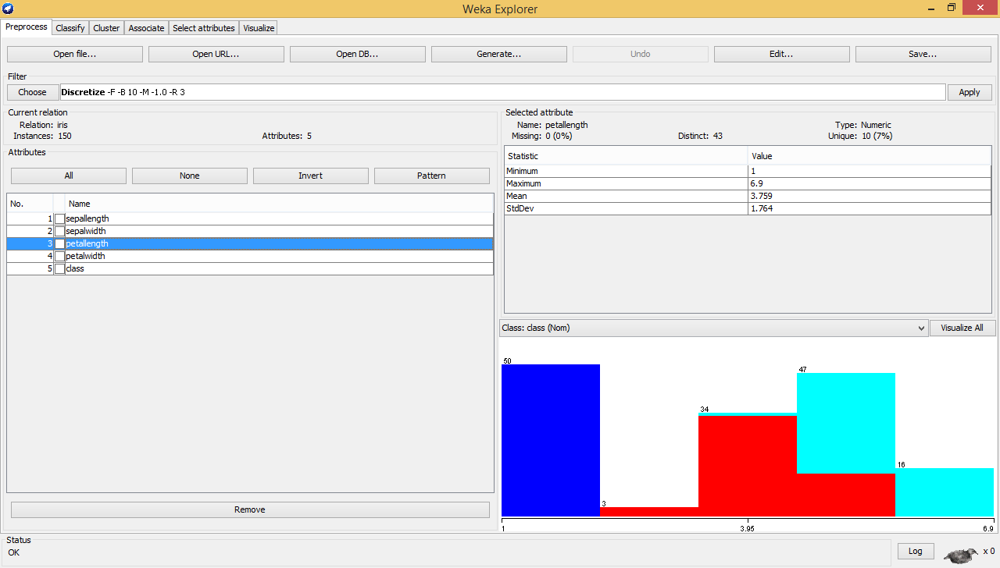 Weka Explorer
Preprocess Classify Cluster Associate Select attributes Visualize
Open file... Open URL... Open DB... Generate... Undo Edit... Save...
Filter
Choose Discretize -F -B 10 -M -1.0 -R 3 Apply
Current relation
Relation: iris
Instances: 150 Attributes: 5
Attributes
All None Invert Pattern
No. Name
1 sepallength
2 sepalwidth
3 petallength
4 petalwidth
5 class
Remove
Selected attribute
Name: petallength Type: Numeric
Missing: 0 (0%) Distinct: 43 Unique: 10 (7%)
Statistic Value
Minimum 1
Maximum 6.9
Mean 3.759
StdDev 1.764
Class: class (Nom) Visualize All
50
47
34
16
3
1 3.95 6.9
Status
OK
Log x 0